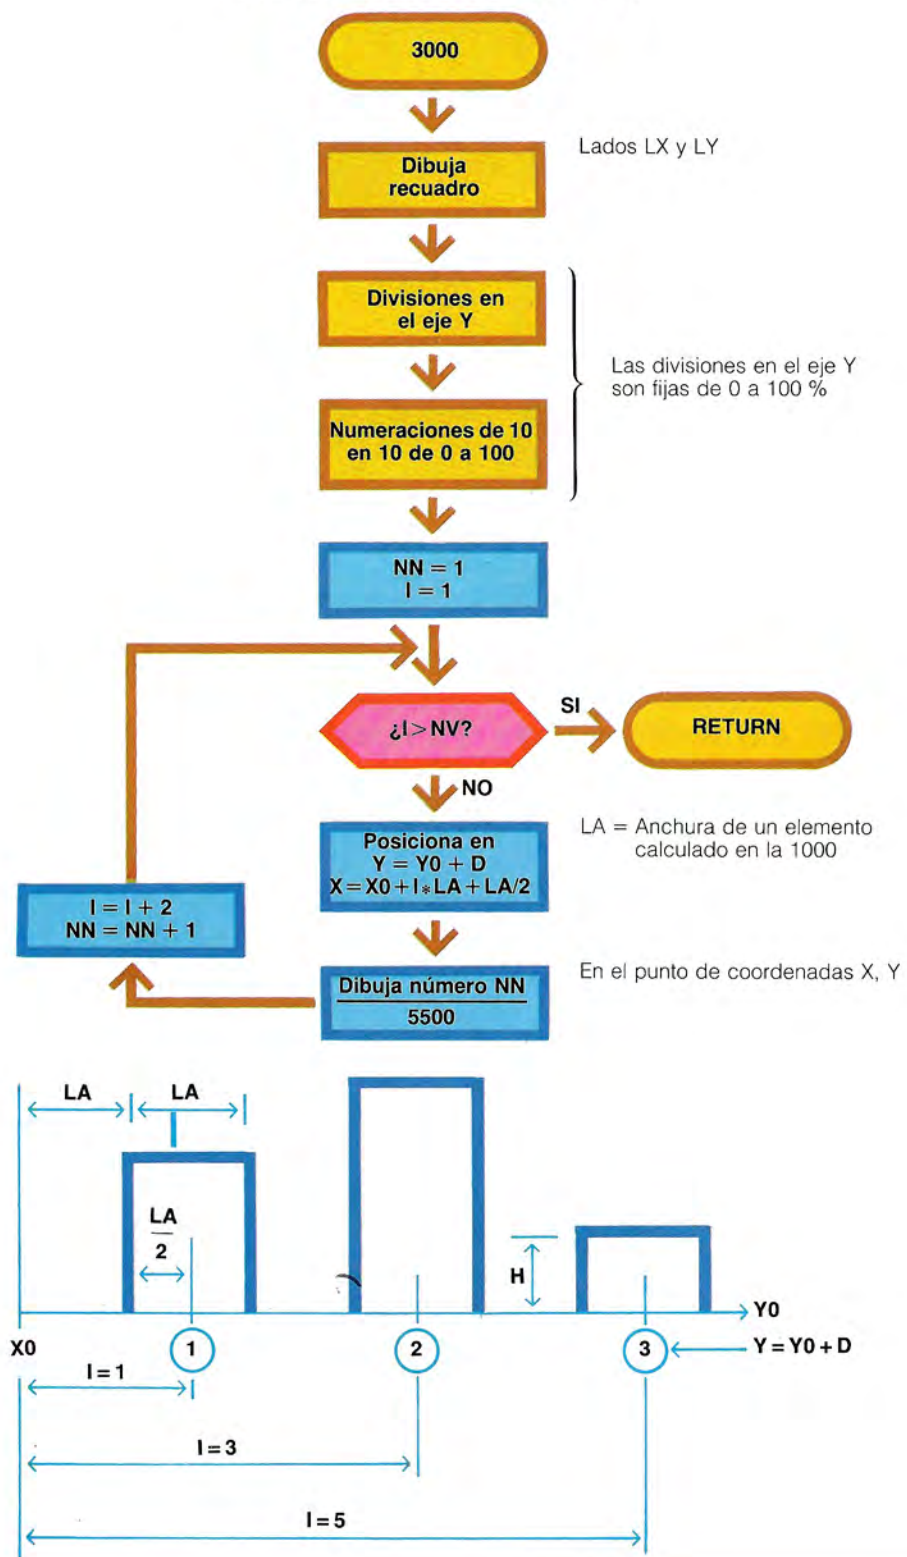 3000
Lados LX y LY
Dibuja
recuadro
Divisiones en
el eje Y
Las divisiones en el eje Y
son fijas de 0 a 100 %
Numeraciones de 10
en 10 de 0 a 100
NN = 1
I = 1
¿I > NV?
SI
RETURN
NO
Posiciona en
Y = Y0 + D
X = X0 + I * LA + LA/2
LA = Anchura de un elemento
calculado en la 1000
I = I + 2
NN = NN + 1
Dibuja número NN
5500
En el punto de coordenadas X, Y
LA
LA
LA
2
H
Y0
X0
1
2
3
Y = Y0 + D
I = 1
I = 3
I = 5